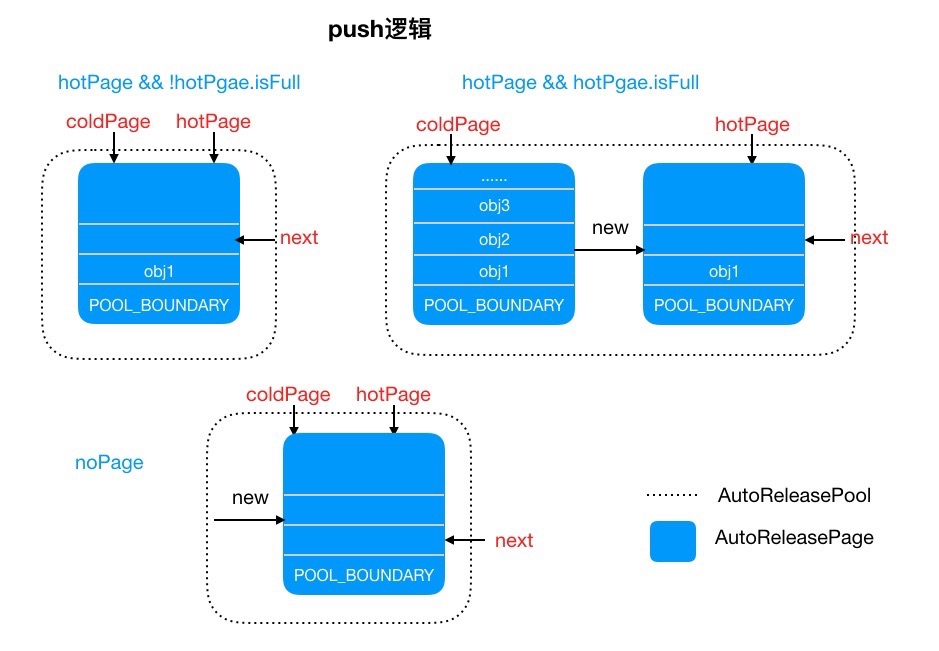 push逻辑
hotPage && !hotPgae.isFull
hotPage && hotPgae.isFull
coldPage
hotPage
next
obj1
POOL_BOUNDARY
coldPage
hotPage
......
obj3
obj2
obj1
POOL_BOUNDARY
new
next
obj1
POOL_BOUNDARY
noPage
coldPage
hotPage
new
next
POOL_BOUNDARY
AutoReleasePool
AutoReleasePage